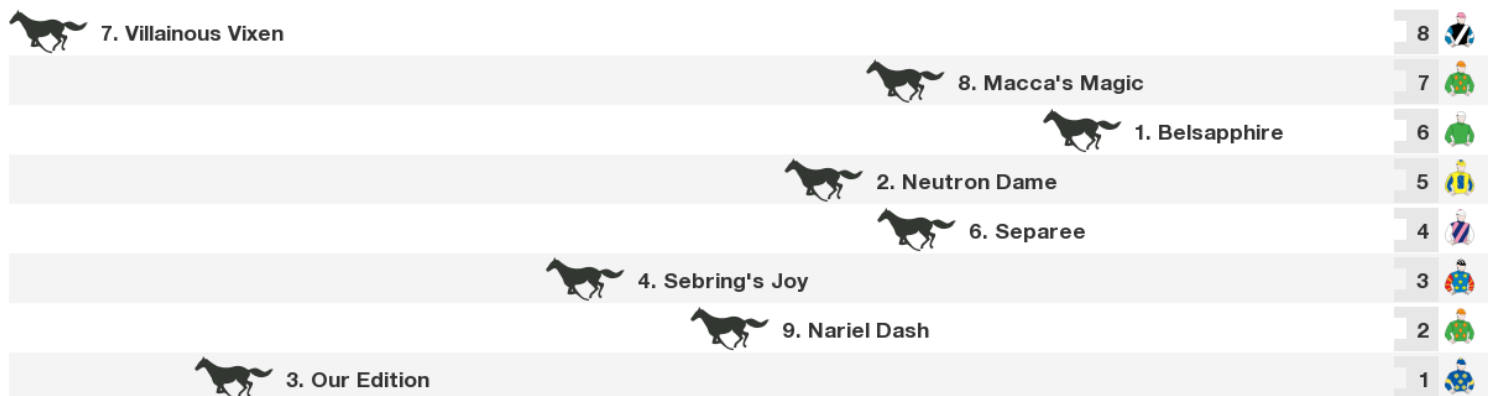 7. Villainous Vixen 8
8. Macca's Magic 7
1. Belsapphire 6
2. Neutron Dame 5
6. Separee 4
4. Sebring's Joy 3
9. Nariel Dash 2
3. Our Edition 1